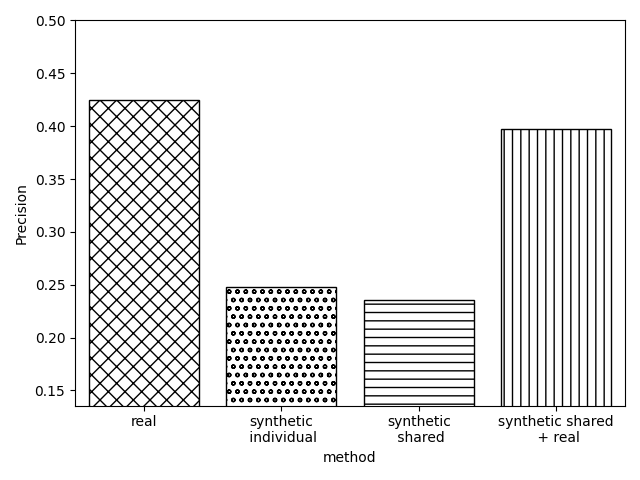 0.50
0.45
0.40
0.35
0.30
0.25
0.20
0.15
Precision
real
synthetic
individual
synthetic
shared
synthetic shared
+ real
method